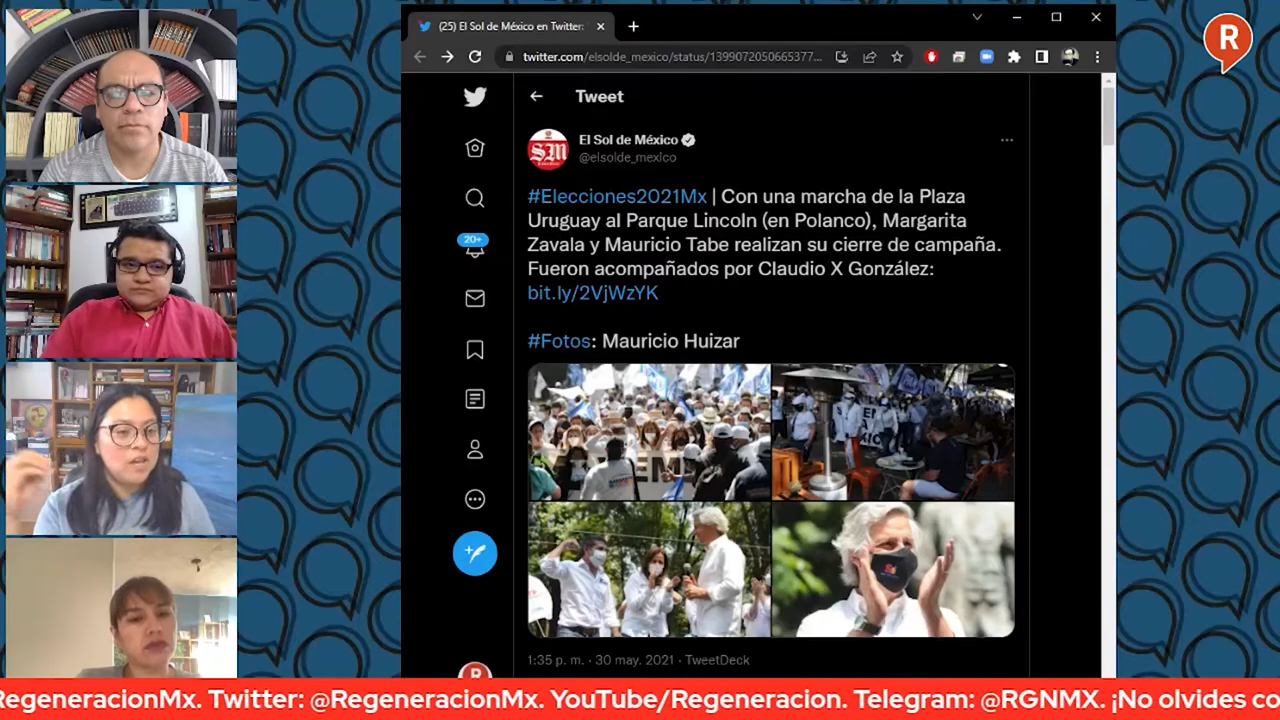 (25) El Sol de México en Twitter:
twitter.com/elsolde_mexico/status/1399072050665377...
R
Tweet
SM
El Sol de México
@elsolde_mexico
#Elecciones2021Mx | Con una marcha de la Plaza
Uruguay al Parque Lincoln (en Polanco), Margarita
Zavala y Mauricio Tabe realizan su cierre de campaña.
Fueron acompañados por Claudio X González:
bit.ly/2VjWzYK
20+
#Fotos: Mauricio Huizar
1:35 p. m. · 30 may. 2021 · TweetDeck
R
RegeneracionMx. Twitter: @RegeneracionMx. YouTube/Regeneracion. Telegram: @RGNMX. ¡No olvides co